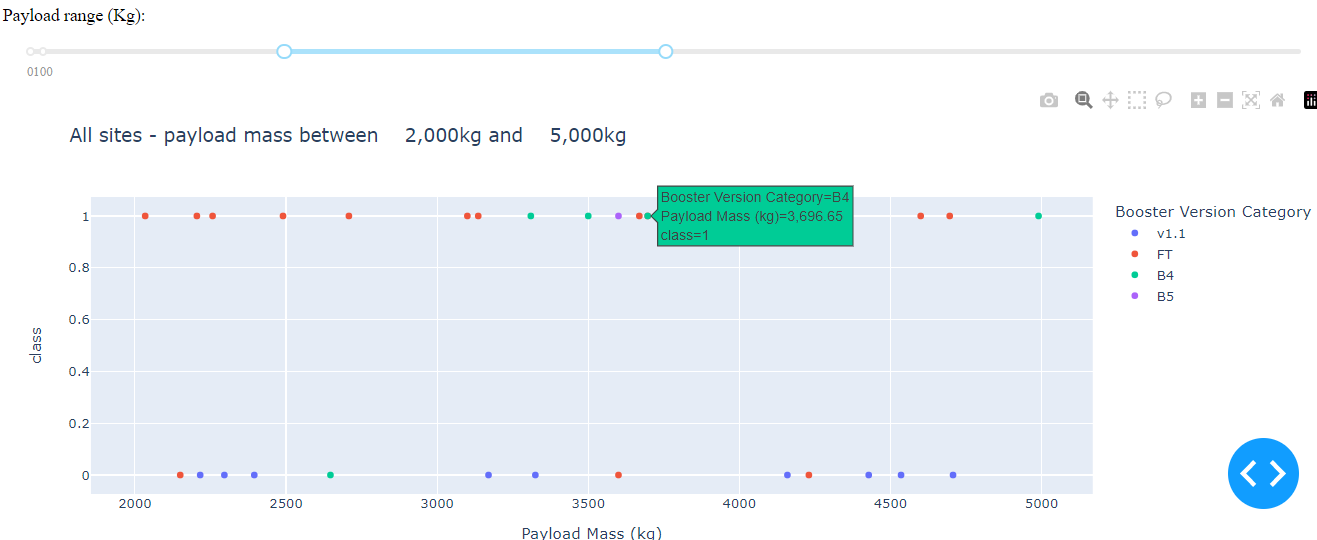 Payload range (Kg):
0100
All sites - payload mass between 2,000kg and 5,000kg
Booster Version Category=B4
Payload Mass (kg)=3,696.65
class=1
1
0.8
0.6
0.4
0.2
0
class
2000 2500 3000 3500 4000 4500 5000
Payload Mass (kg)
Booster Version Category
v1.1
FT
B4
B5